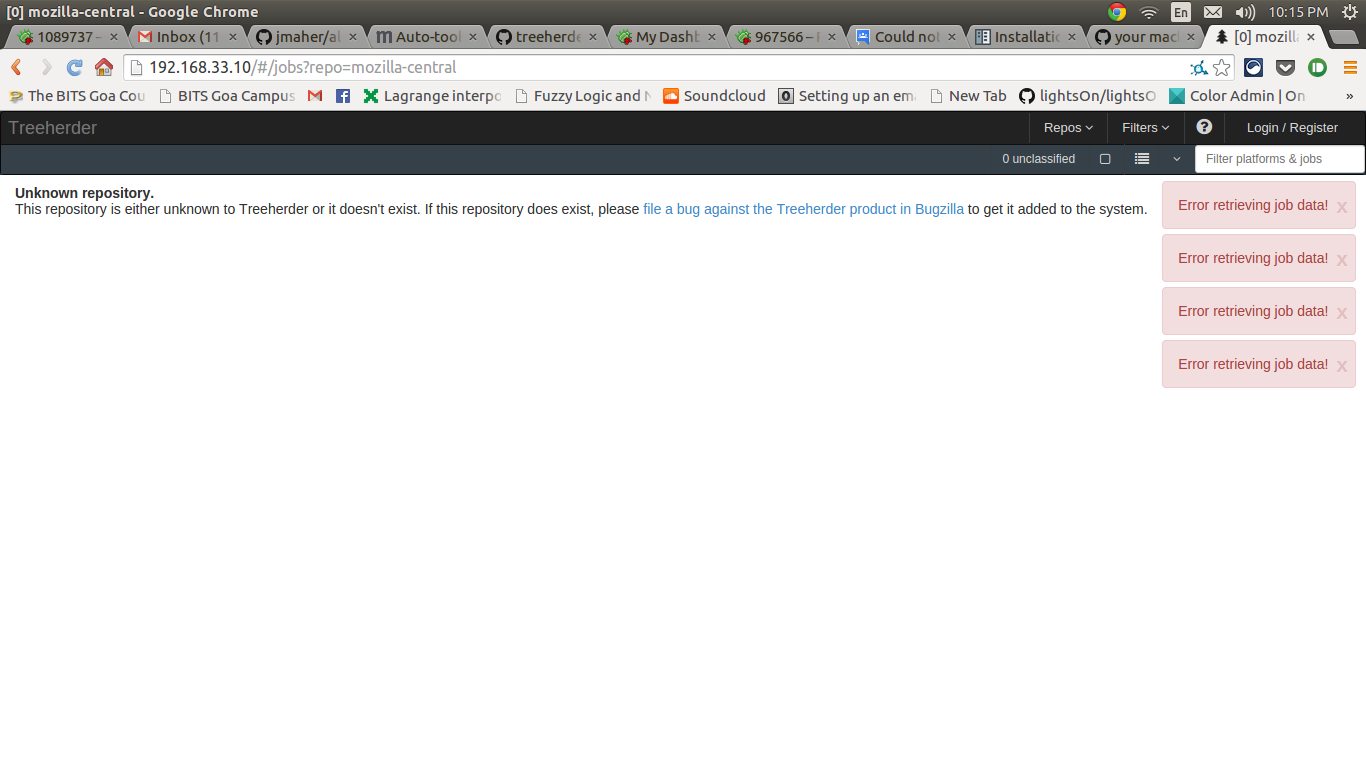 [0] mozilla-central - Google Chrome
En
10:15 PM
1089737 –
Inbox (11
jmaher/al
Auto-tool
treeherde
My Dashb
967566 –
Could not
Installatio
your mac
[0] mozill
192.168.33.10/#/jobs?repo=mozilla-central
The BITS Goa Cou
BITS Goa Campus
Lagrange interpo
Fuzzy Logic and N
Soundcloud
Setting up an em
New Tab
lightsOn/lightsO
Color Admin | On
»
Treeherder
Repos
Filters
?
Login / Register
0 unclassified
Filter platforms & jobs
Unknown repository.
This repository is either unknown to Treeherder or it doesn't exist. If this repository does exist, please file a bug against the Treeherder product in Bugzilla to get it added to the system.
Error retrieving job data! x
Error retrieving job data! x
Error retrieving job data! x
Error retrieving job data! x